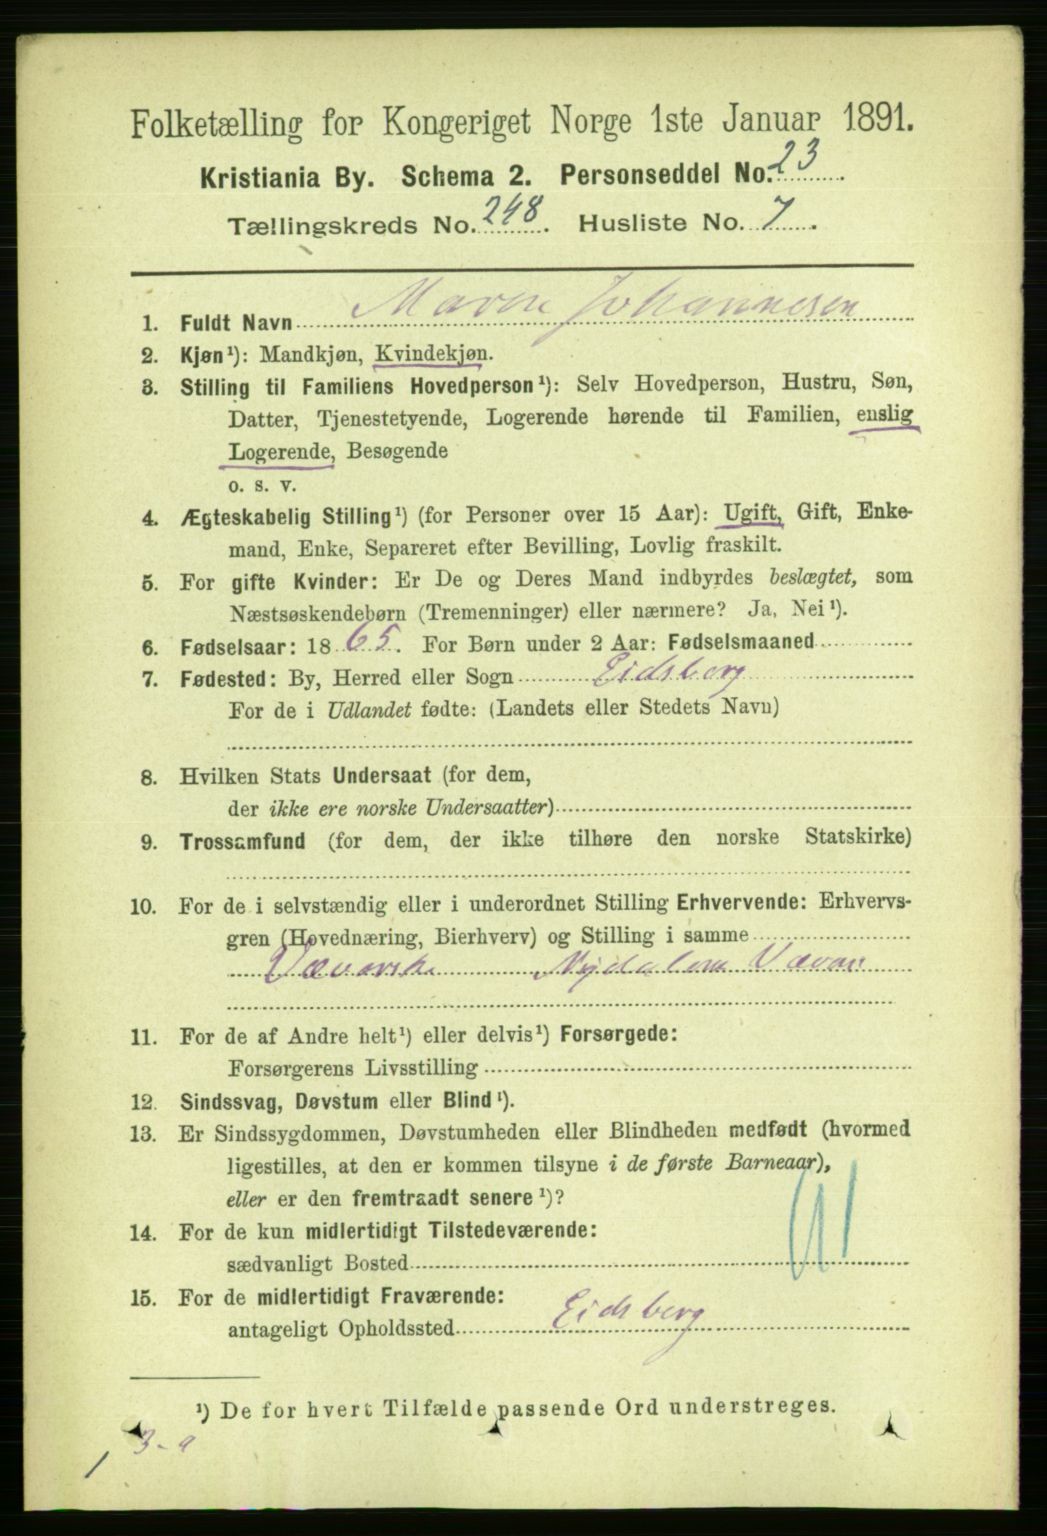 Folketælling for Kongeriget Norge 1ste Januar 1891.
Kristiania By. Schema 2. Personseddel No. 23
Tællingskreds No. 248. Husliste No. 7.
1. Fuldt Navn Maren Johannesen
2. Kjøn¹): Mandkjøn, Kvindekjøn.
3. Stilling til Familiens Hovedperson¹): Selv Hovedperson, Hustru, Søn,
Datter, Tjenestetyende, Logerende hørende til Familien, enslig
Logerende, Besøgende
o. s. v.
4. Ægteskabelig Stilling¹) (for Personer over 15 Aar): Ugift, Gift, Enke-
mand, Enke, Separeret efter Bevilling, Lovlig fraskilt.
5. For gifte Kvinder: Er De og Deres Mand indbyrdes beslægtet, som
Næstsøskendebørn (Tremenninger) eller nærmere? Ja, Nei¹).
6. Fødselsaar: 1865. For Børn under 2 Aar: Fødselsmaaned
7. Fødested: By, Herred eller Sogn Eidsberg
For de i Udlandet fødte: (Landets eller Stedets Navn)
8. Hvilken Stats Undersaat (for dem,
der ikke ere norske Undersaatter)
9. Trossamfund (for dem, der ikke tilhøre den norske Statskirke)
10. For de i selvstændig eller i underordnet Stilling Erhvervende: Erhvervs-
gren (Hovednæring, Bierhverv) og Stilling i samme
Væverske Nydalens Væveri
11. For de af Andre helt¹) eller delvis¹) Forsørgede:
Forsørgerens Livsstilling
12. Sindssvag, Døvstum eller Blind¹).
13. Er Sindssygdommen, Døvstumheden eller Blindheden medfødt (hvormed
ligestilles, at den er kommen tilsyne i de første Barneaar),
eller er den fremtraadt senere¹)?
14. For de kun midlertidigt Tilstedeværende:
sædvanligt Bosted
15. For de midlertidigt Fraværende:
antageligt Opholdssted Eidsberg
¹) De for hvert Tilfælde passende Ord understreges.